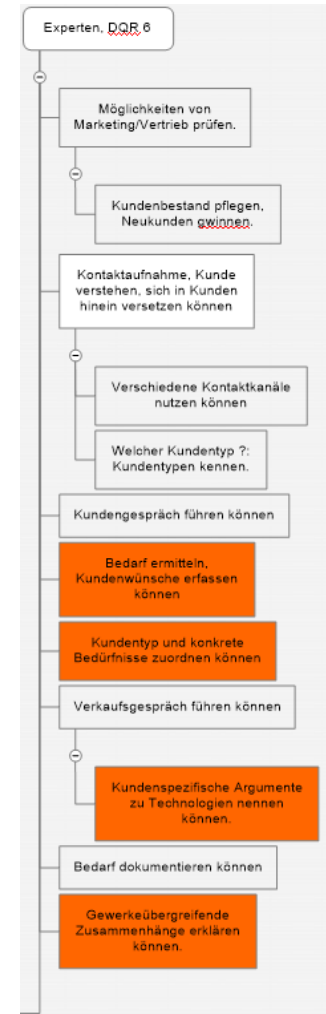 Experten, DQR 6
Möglichkeiten von
Marketing/Vertrieb prüfen.
Kundenbestand pflegen,
Neukunden gwinnen.
Kontaktaufnahme, Kunde
verstehen, sich in Kunden
hinein versetzen können
Verschiedene Kontaktkanäle
nutzen können
Welcher Kundentyp ?:
Kundentypen kennen.
Kundengespräch führen können
Bedarf ermitteln,
Kundenwünsche erfassen
können
Kundentyp und konkrete
Bedürfnisse zuordnen können
Verkaufsgespräch führen können
Kundenspezifische Argumente
zu Technologien nennen
können.
Bedarf dokumentieren können
Gewerkeübergreifende
Zusammenhänge erklären
können.